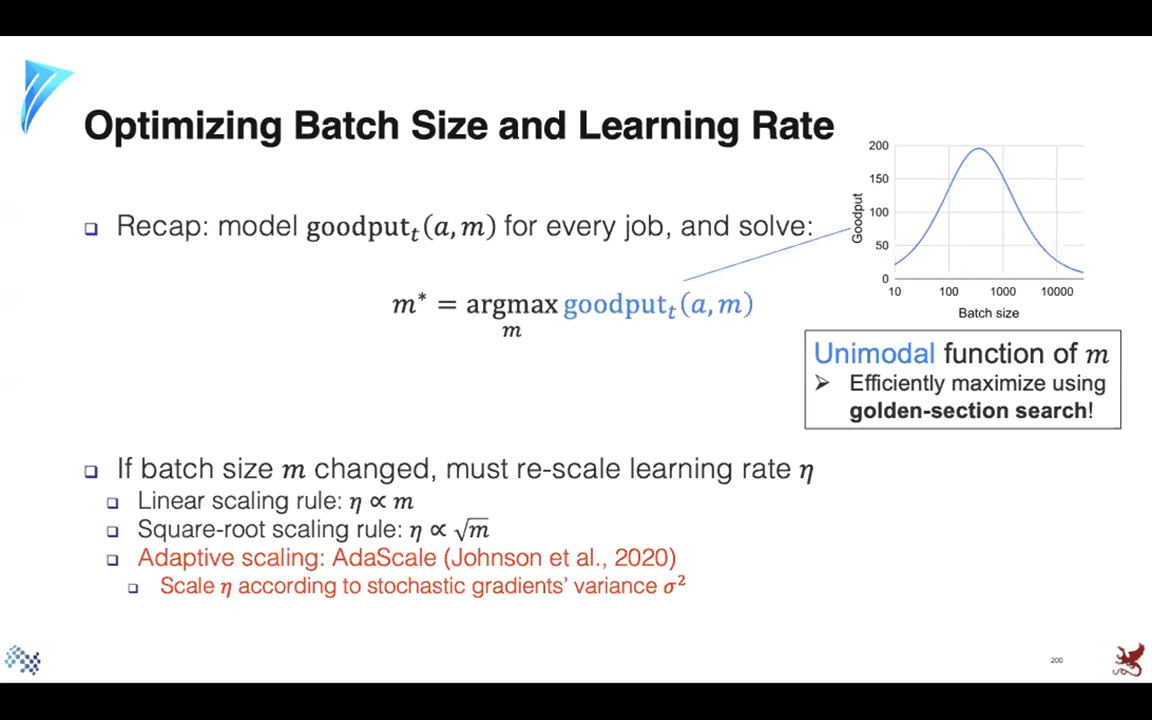 Optimizing Batch Size and Learning Rate
Recap: model goodputₜ(a, m) for every job, and solve:
m* = argmax goodputₜ(a, m)
m
200
150
100
50
0
Goodput
10 100 1000 10000
Batch size
Unimodal function of m
➤ Efficiently maximize using
golden-section search!
If batch size m changed, must re-scale learning rate η
Linear scaling rule: η ∝ m
Square-root scaling rule: η ∝ √m
Adaptive scaling: AdaScale (Johnson et al., 2020)
Scale η according to stochastic gradients' variance σ²
200